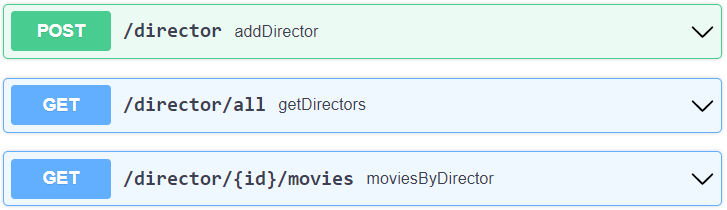 POST /director addDirector
GET /director/all getDirectors
GET /director/{id}/movies moviesByDirector